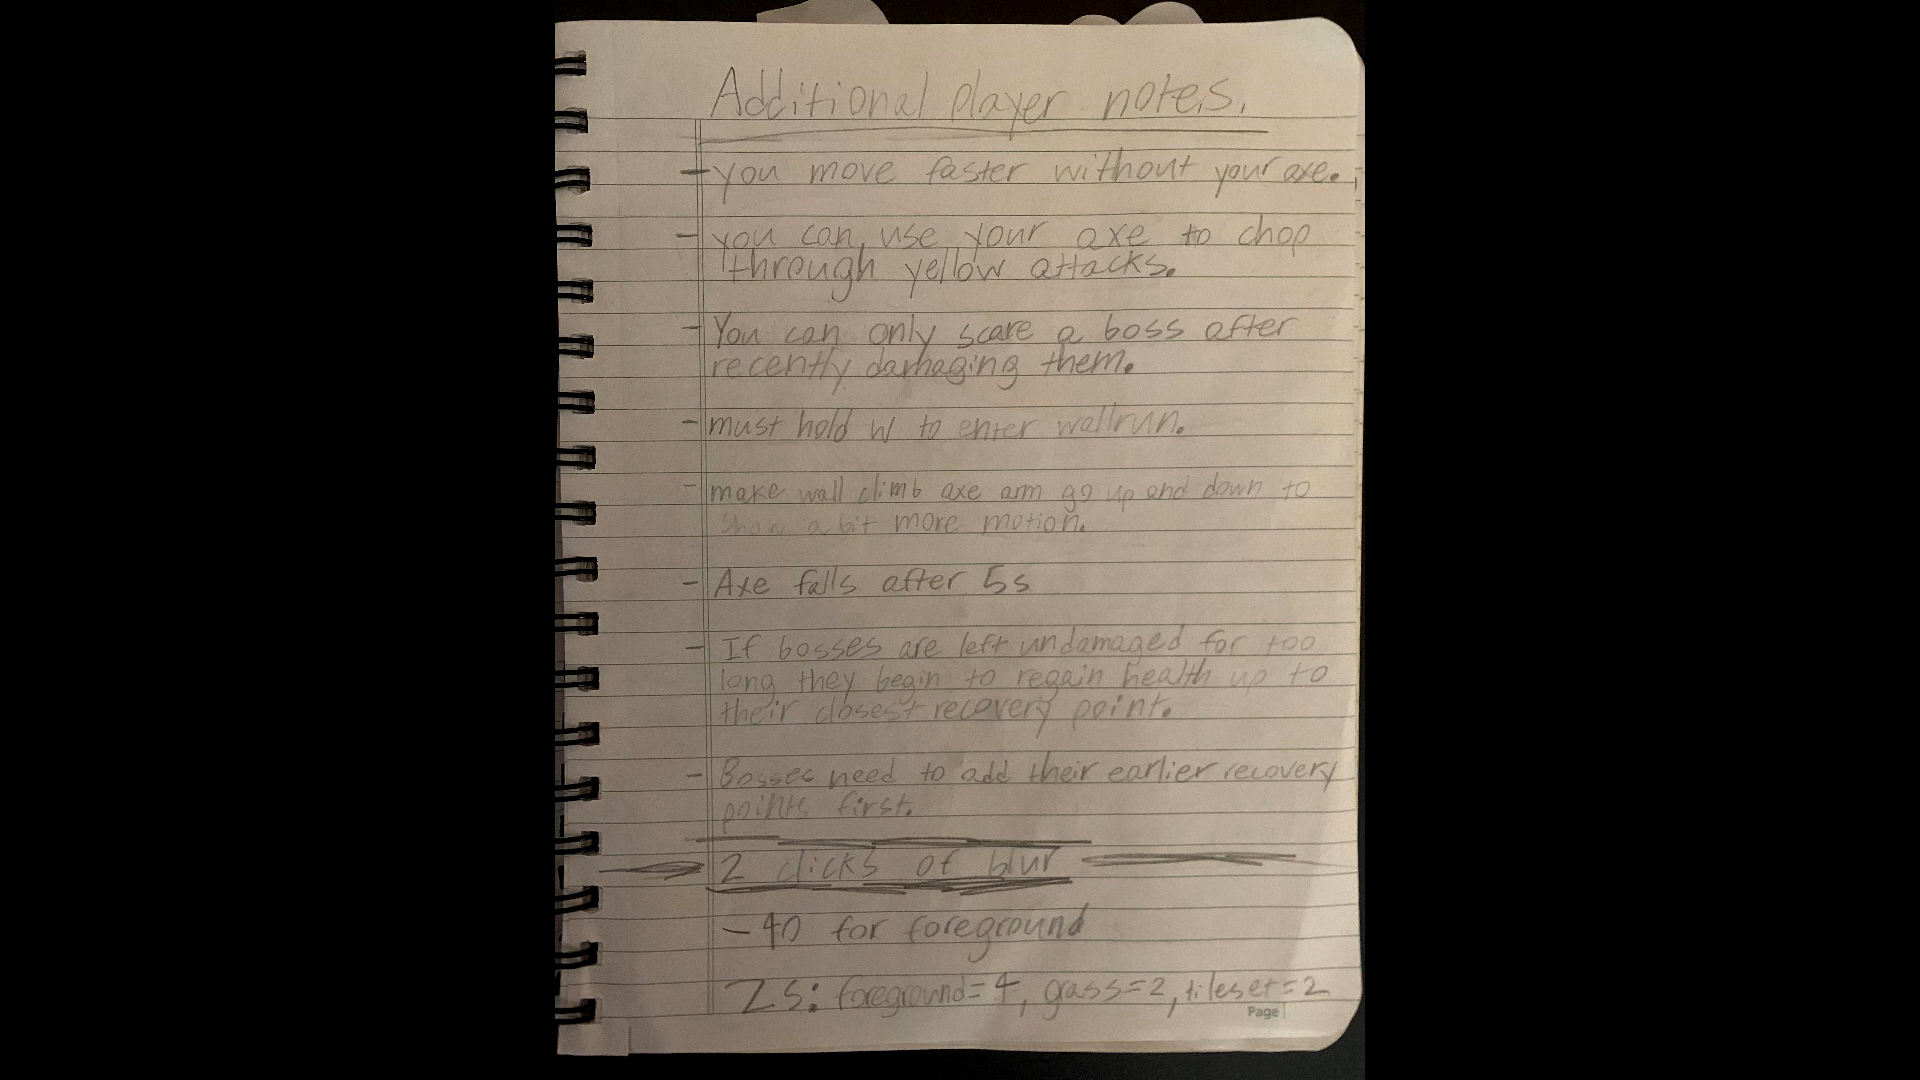 Additional player notes.
- you move faster without your axe.
- you can use your axe to chop
through yellow attacks.
- You can only scare a boss after
recently damaging them.
- must hold W to enter wallrun.
- make wall climb axe arm go up and down to
show a bit more motion.
- Axe falls after 5s
- If bosses are left undamaged for too
long they begin to regain health up to
their closest recovery point.
- Bosses need to add their earlier recovery
points first.
2 clicks of blur
- 40 for foreground
ZS: foreground=4, grass=2, tileset=2
Page